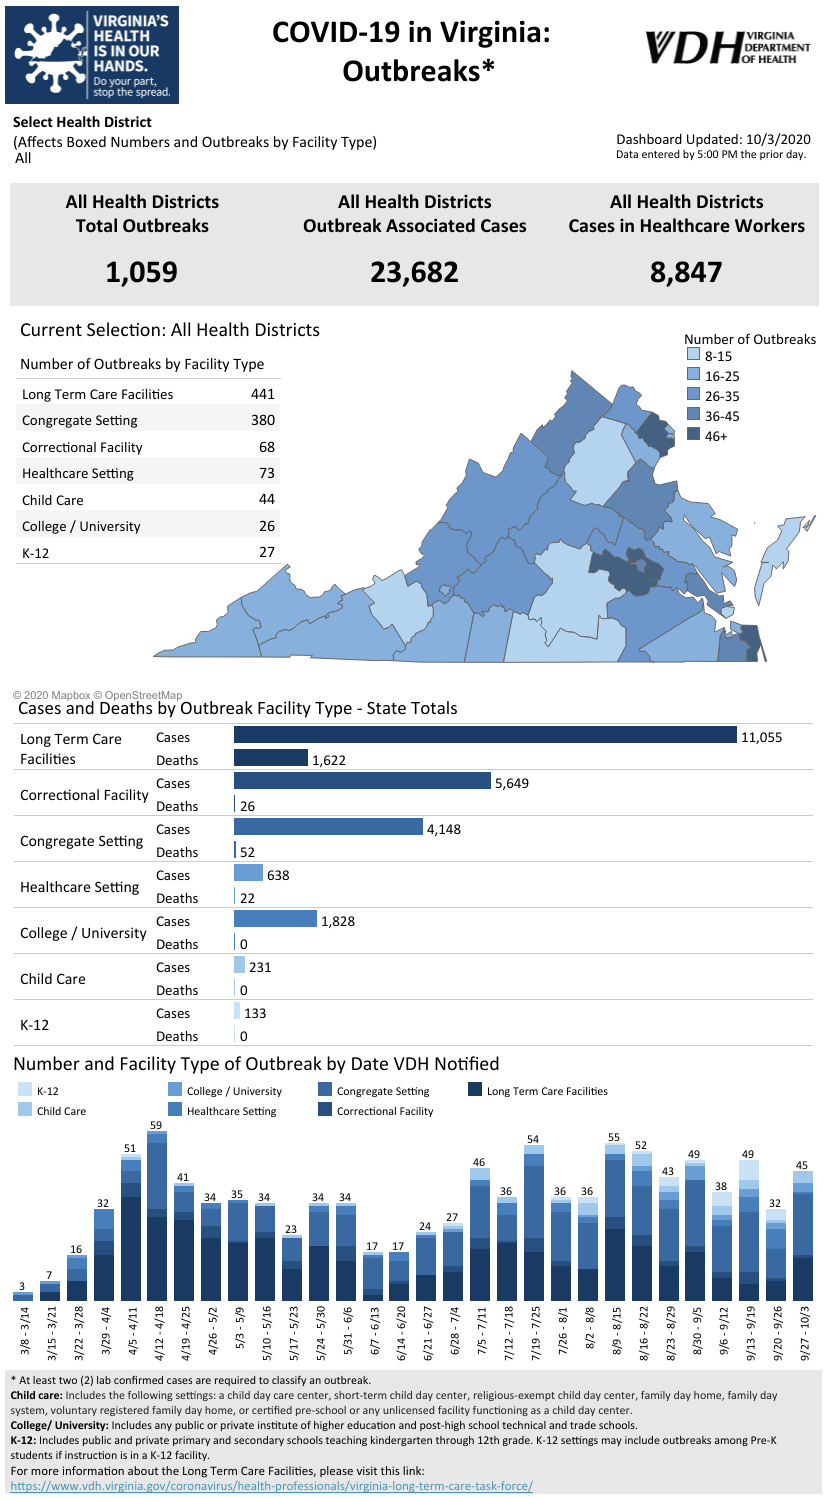 VIRGINIA'S
HEALTH
IS IN OUR
HANDS.
Do your part,
stop the spread.
COVID-19 in Virginia:
Outbreaks*
VDH VIRGINIA
DEPARTMENT
OF HEALTH
Select Health District
(Affects Boxed Numbers and Outbreaks by Facility Type)
All
Dashboard Updated: 10/3/2020
Data entered by 5:00 PM the prior day.
All Health Districts
Total Outbreaks
1,059
All Health Districts
Outbreak Associated Cases
23,682
All Health Districts
Cases in Healthcare Workers
8,847
Current Selection: All Health Districts
Number of Outbreaks by Facility Type
Long Term Care Facilities 441
Congregate Setting 380
Correctional Facility 68
Healthcare Setting 73
Child Care 44
College / University 26
K-12 27
Number of Outbreaks
8-15
16-25
26-35
36-45
46+
© 2020 Mapbox © OpenStreetMap
Cases and Deaths by Outbreak Facility Type - State Totals
Long Term Care
Facilities
Cases 11,055
Deaths 1,622
Correctional Facility
Cases 5,649
Deaths 26
Congregate Setting
Cases 4,148
Deaths 52
Healthcare Setting
Cases 638
Deaths 22
College / University
Cases 1,828
Deaths 0
Child Care
Cases 231
Deaths 0
K-12
Cases 133
Deaths 0
Number and Facility Type of Outbreak by Date VDH Notified
K-12 College / University Congregate Setting Long Term Care Facilities
Child Care Healthcare Setting Correctional Facility
3 7 16 32 51 59 41 34 35 34 23 34 34 17 17 24 27 46 36 54 36 36 55 52 43 49 38 49 32 45
3/8 - 3/14
3/15 - 3/21
3/22 - 3/28
3/29 - 4/4
4/5 - 4/11
4/12 - 4/18
4/19 - 4/25
4/26 - 5/2
5/3 - 5/9
5/10 - 5/16
5/17 - 5/23
5/24 - 5/30
5/31 - 6/6
6/7 - 6/13
6/14 - 6/20
6/21 - 6/27
6/28 - 7/4
7/5 - 7/11
7/12 - 7/18
7/19 - 7/25
7/26 - 8/1
8/2 - 8/8
8/9 - 8/15
8/16 - 8/22
8/23 - 8/29
8/30 - 9/5
9/6 - 9/12
9/13 - 9/19
9/20 - 9/26
9/27 - 10/3
* At least two (2) lab confirmed cases are required to classify an outbreak.
Child care: Includes the following settings: a child day care center, short-term child day center, religious-exempt child day center, family day home, family day
system, voluntary registered family day home, or certified pre-school or any unlicensed facility functioning as a child day center.
College/ University: Includes any public or private institute of higher education and post-high school technical and trade schools.
K-12: Includes public and private primary and secondary schools teaching kindergarten through 12th grade. K-12 settings may include outbreaks among Pre-K
students if instruction is in a K-12 facility.
For more information about the Long Term Care Facilities, please visit this link:
https://www.vdh.virginia.gov/coronavirus/health-professionals/virginia-long-term-care-task-force/